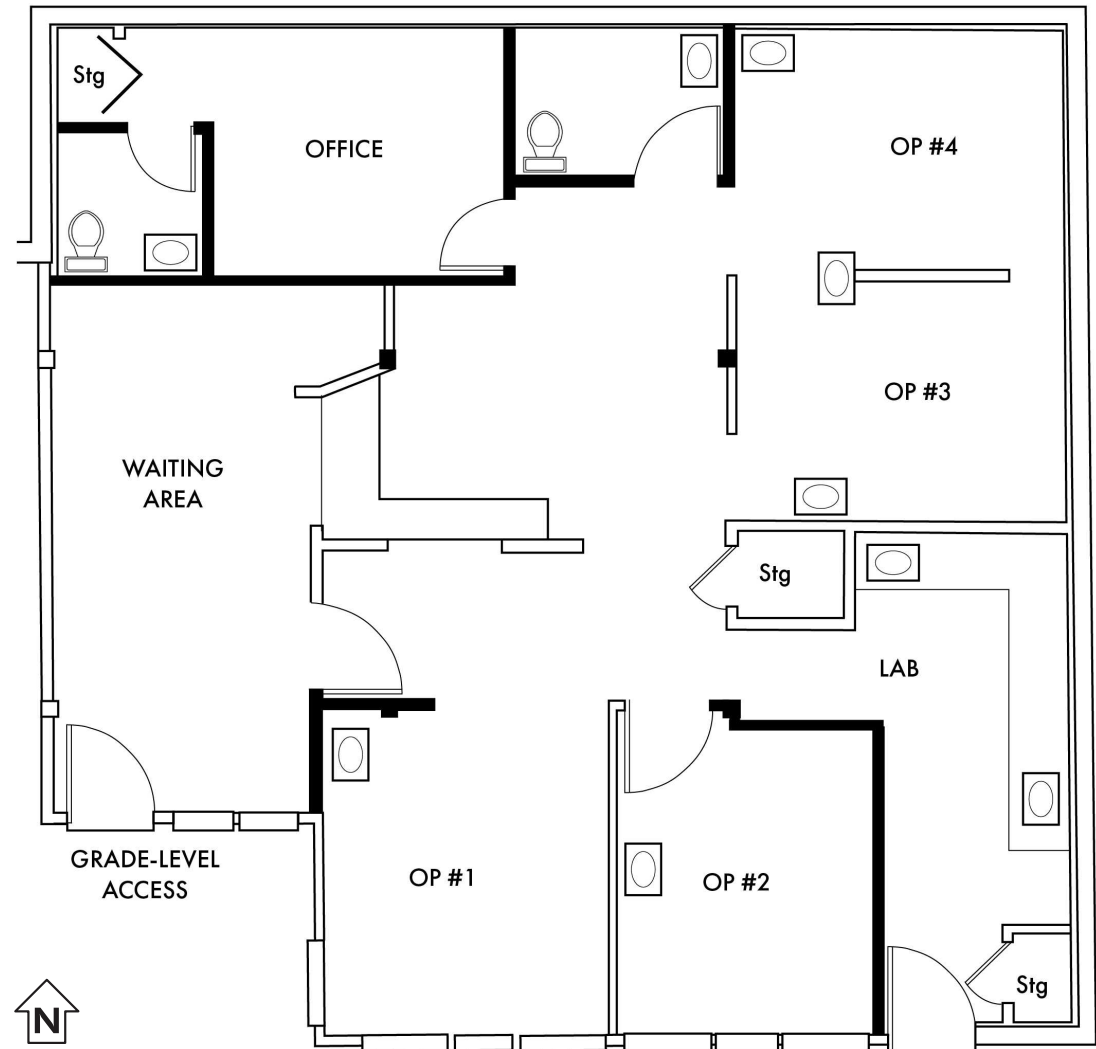 Stg
OFFICE
OP #4
OP #3
WAITING
AREA
Stg
LAB
GRADE-LEVEL
ACCESS
OP #1
OP #2
Stg
N